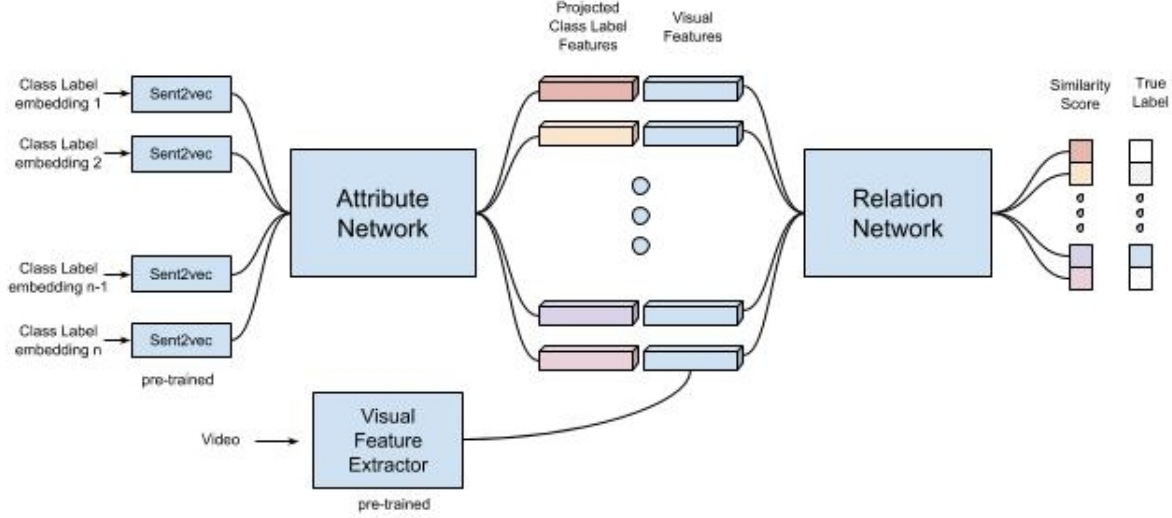 Projected
Class Label
Features
Visual
Features
Class Label
embedding 1
Sent2vec
Similarity
Score
True
Label
Class Label
embedding 2
Sent2vec
Attribute
Network
Relation
Network
Class Label
embedding n-1
Sent2vec
Class Label
embedding n
Sent2vec
pre-trained
Video
Visual
Feature
Extractor
pre-trained